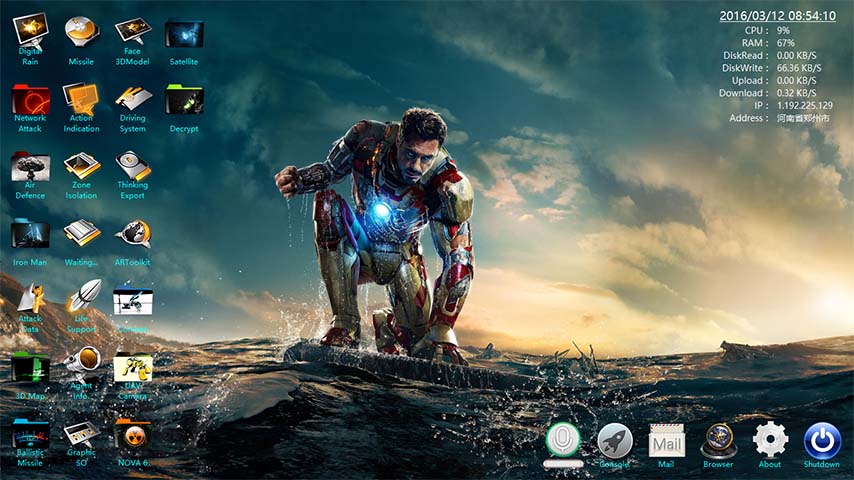 2016/03/12 08:54:10
CPU : 9%
RAM : 67%
DiskRead : 0.00 KB/S
DiskWrite : 66.36 KB/S
Upload : 0.00 KB/S
Download : 0.32 KB/S
IP : 1.192.225.129
Address : 河南省郑州市
Digital
Rain
Missile
Face
3DModel
Satellite
Network
Attack
Action
Indication
Driving
System
Decrypt
Air
Defence
Zone
Isolation
Thinking
Export
Iron Man
Waiting...
ARToolkit
Attack
Data
Life
Support
3D Map
Agent
Info
UAV
Camera
Ballistic
Missile
Graphic
SO
NOVA 6
Console
Mail
Mail
Browser
About
Shutdown